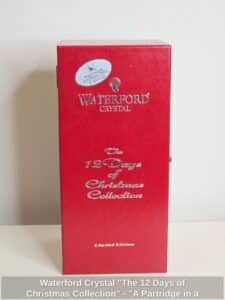 WATERFORD
CRYSTAL
The
12 Days
of
Christmas
Collection
Limited Edition
Waterford Crystal "The 12 Days of
Christmas Collection" - "A Partridge in a